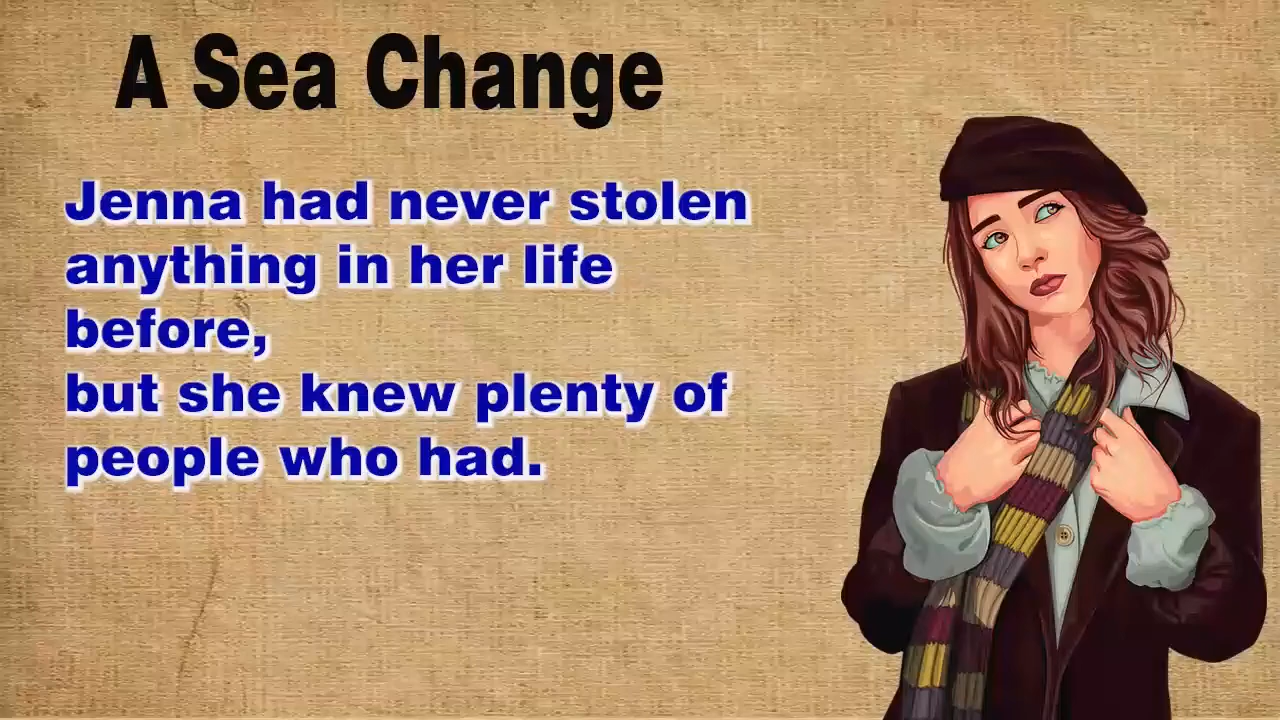 A Sea Change
Jenna had never stolen
anything in her life
before,
but she knew plenty of
people who had.